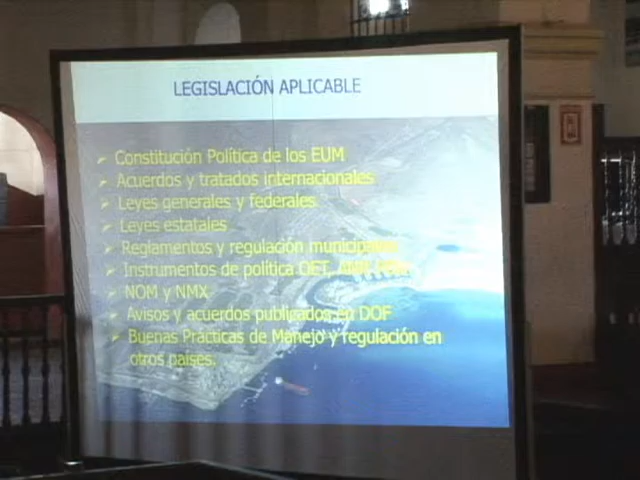 LEGISLACIÓN APLICABLE
Constitución Política de los EUM
Acuerdos y tratados internacionales
Leyes generales y federales
Leyes estatales
Reglamentos y regulación municipales
Instrumentos de política OET,
NOM y NMX
Avisos y acuerdos publicados en DOF
Buenas Prácticas de Manejo y regulación en
otros países.